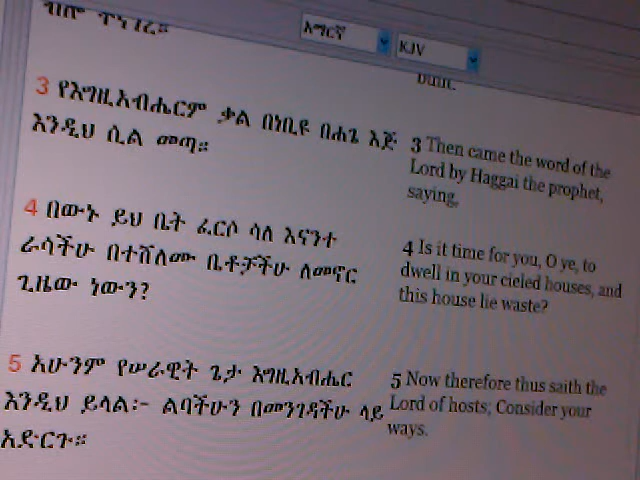 ብሎ ተነገረ።
አማርኛ
KJV
built.
3 የእግዚአብሔርም ቃል በነቢዩ በሐጌ እጅ
እንዲህ ሲል መጣ።
3 Then came the word of the
Lord by Haggai the prophet,
saying,
4 በውኑ ይህ ቤት ፈርሶ ሳለ እናንተ
ራሳችሁ በተሸለሙ ቤቶቻችሁ ለመኖር
ጊዜው ነውን?
4 Is it time for you, O ye, to
dwell in your cieled houses, and
this house lie waste?
5 አሁንም የሠራዊት ጌታ እግዚአብሔር
እንዲህ ይላል፦ ልባችሁን በመንገዳችሁ ላይ
አድርጉ።
5 Now therefore thus saith the
Lord of hosts; Consider your
ways.